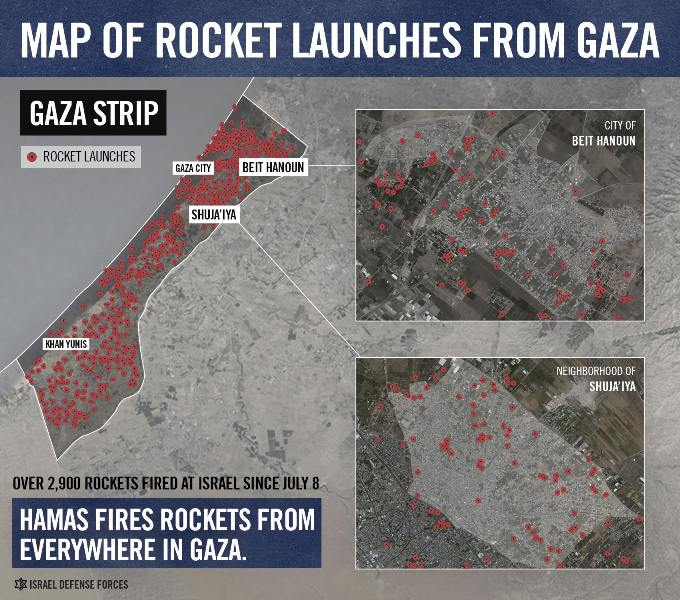 MAP OF ROCKET LAUNCHES FROM GAZA
GAZA STRIP
ROCKET LAUNCHES
GAZA CITY
BEIT HANOUN
SHUJA'IYA
KHAN YUNIS
CITY OF
BEIT HANOUN
NEIGHBORHOOD OF
SHUJA'IYA
OVER 2,900 ROCKETS FIRED AT ISRAEL SINCE JULY 8
HAMAS FIRES ROCKETS FROM
EVERYWHERE IN GAZA.
ISRAEL DEFENSE FORCES